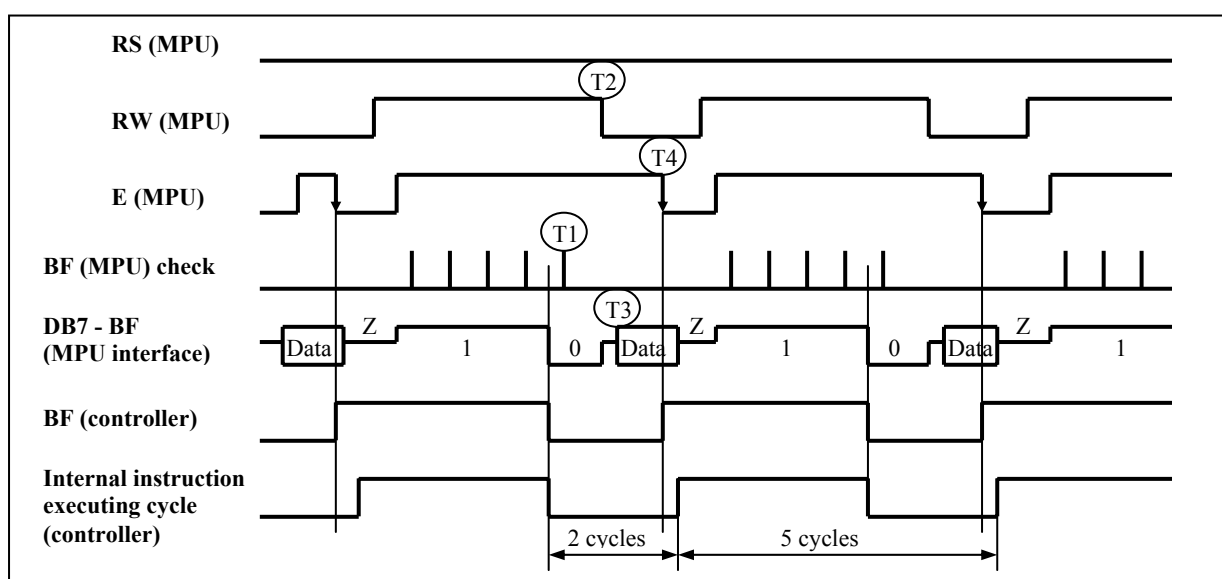 RS (MPU)
T2
RW (MPU)
T4
E (MPU)
T1
BF (MPU) check
T3
DB7 - BF
(MPU interface)
Data Z 1 0 Data Z 1 0 Data Z 1
BF (controller)
Internal instruction
executing cycle
(controller)
2 cycles 5 cycles